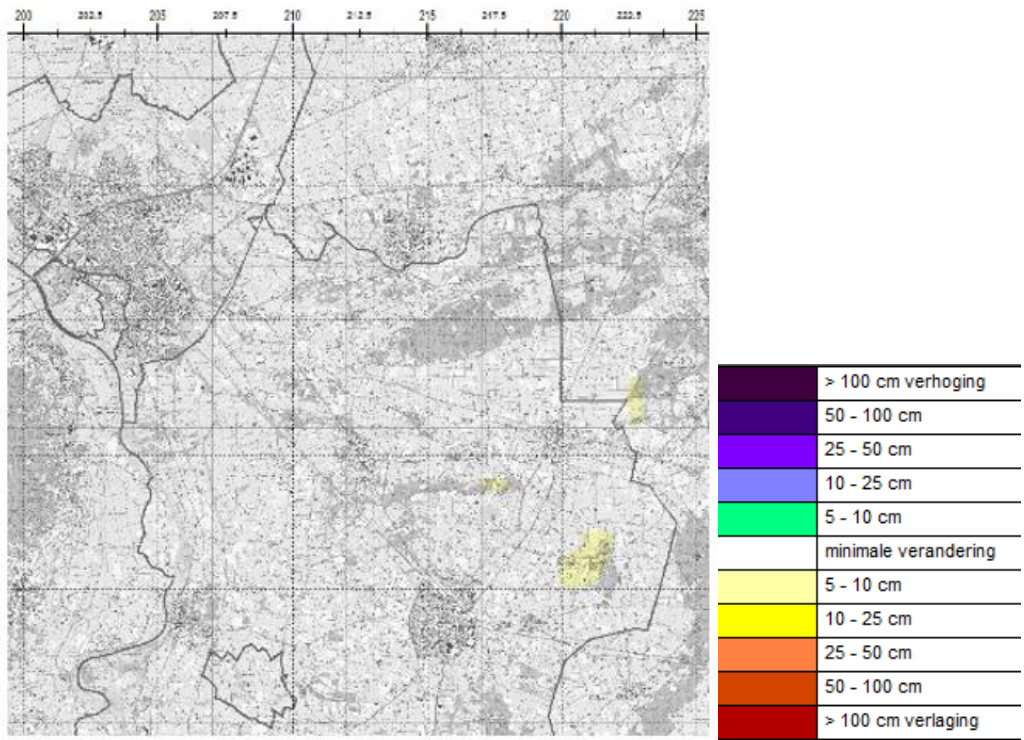 200 202.5 205 207.5 210 212.5 215 217.5 220 222.5 225
> 100 cm verhoging
50 - 100 cm
25 - 50 cm
10 - 25 cm
5 - 10 cm
minimale verandering
5 - 10 cm
10 - 25 cm
25 - 50 cm
50 - 100 cm
> 100 cm verlaging